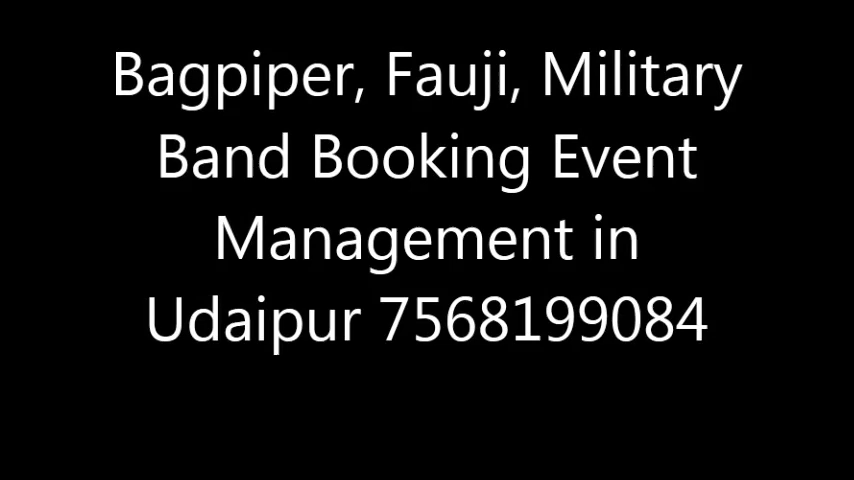 Bagpiper, Fauji, Military
Band Booking Event
Management in
Udaipur 7568199084